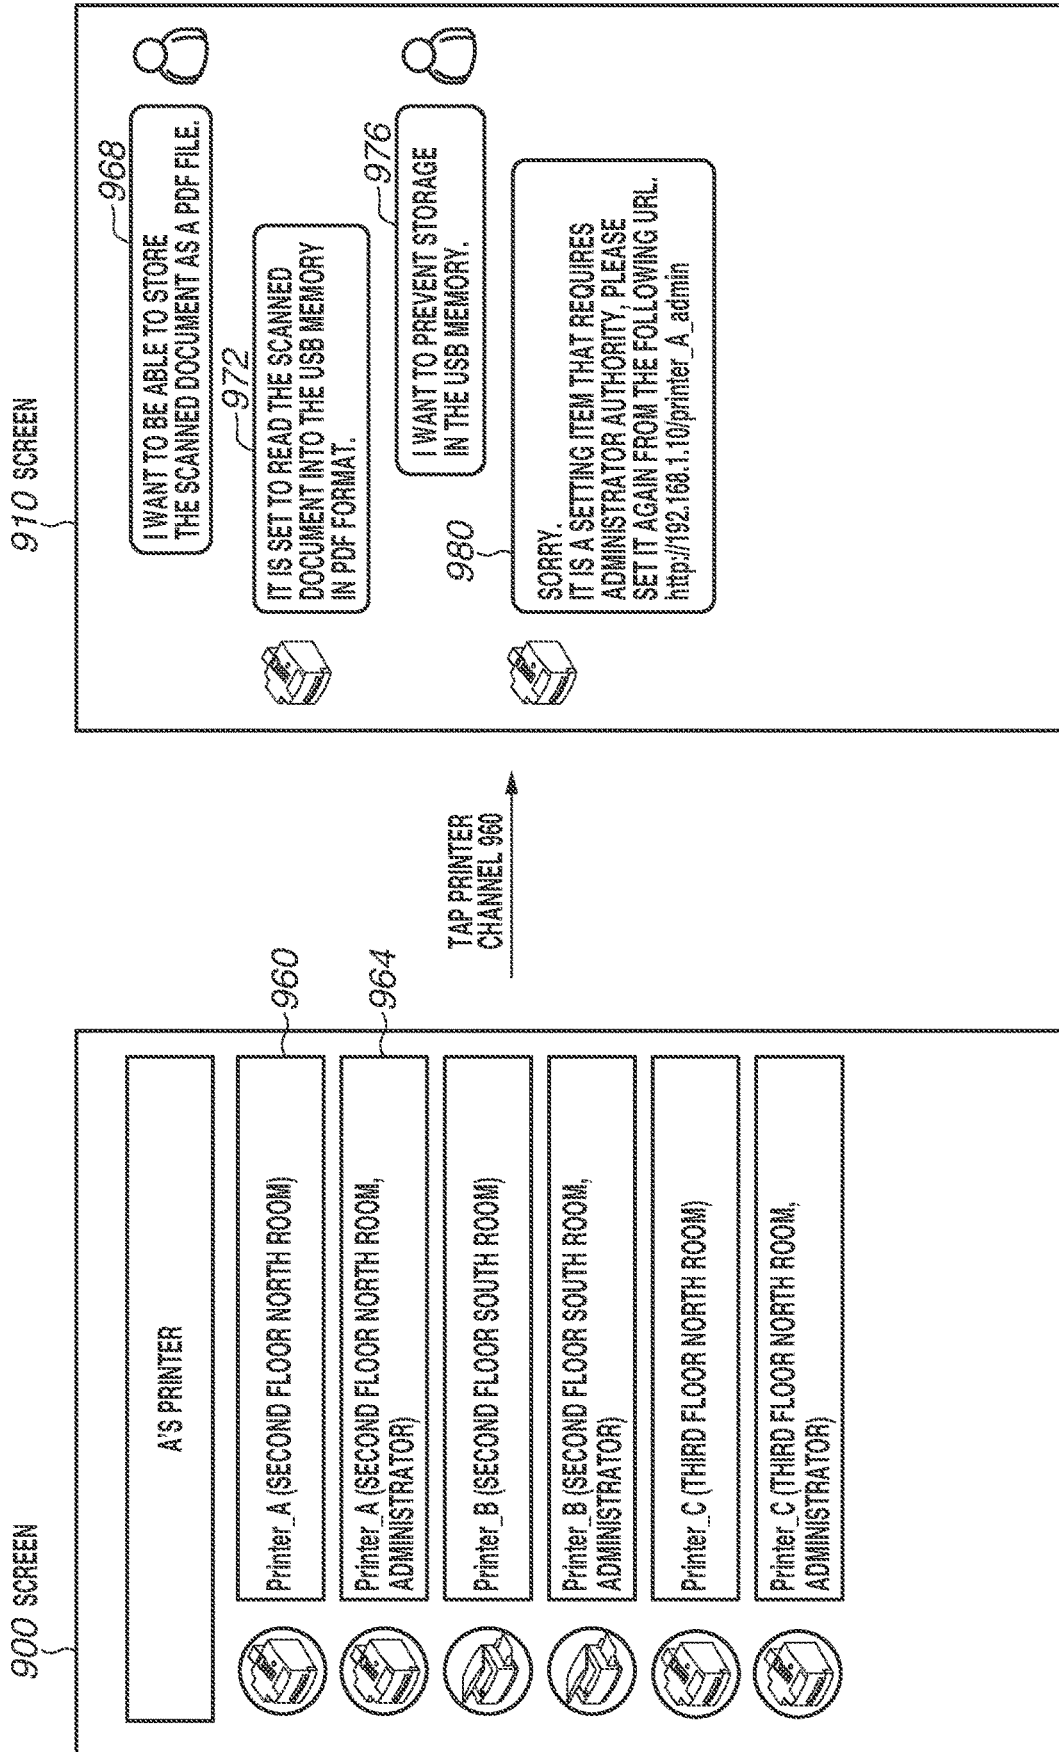 900 SCREEN
A'S PRINTER
Printer_A (SECOND FLOOR NORTH ROOM)
960
Printer_A (SECOND FLOOR NORTH ROOM,
ADMINISTRATOR)
964
Printer_B (SECOND FLOOR SOUTH ROOM)
Printer_B (SECOND FLOOR SOUTH ROOM,
ADMINISTRATOR)
Printer_C (THIRD FLOOR NORTH ROOM)
Printer_C (THIRD FLOOR NORTH ROOM,
ADMINISTRATOR)
TAP PRINTER
CHANNEL 960
910 SCREEN
968
I WANT TO BE ABLE TO STORE
THE SCANNED DOCUMENT AS A PDF FILE.
972
IT IS SET TO READ THE SCANNED
DOCUMENT INTO THE USB MEMORY
IN PDF FORMAT.
976
I WANT TO PREVENT STORAGE
IN THE USB MEMORY.
980
SORRY.
IT IS A SETTING ITEM THAT REQUIRES
ADMINISTRATOR AUTHORITY, PLEASE
SET IT AGAIN FROM THE FOLLOWING URL.
http://192.168.1.10/printer_A_admin